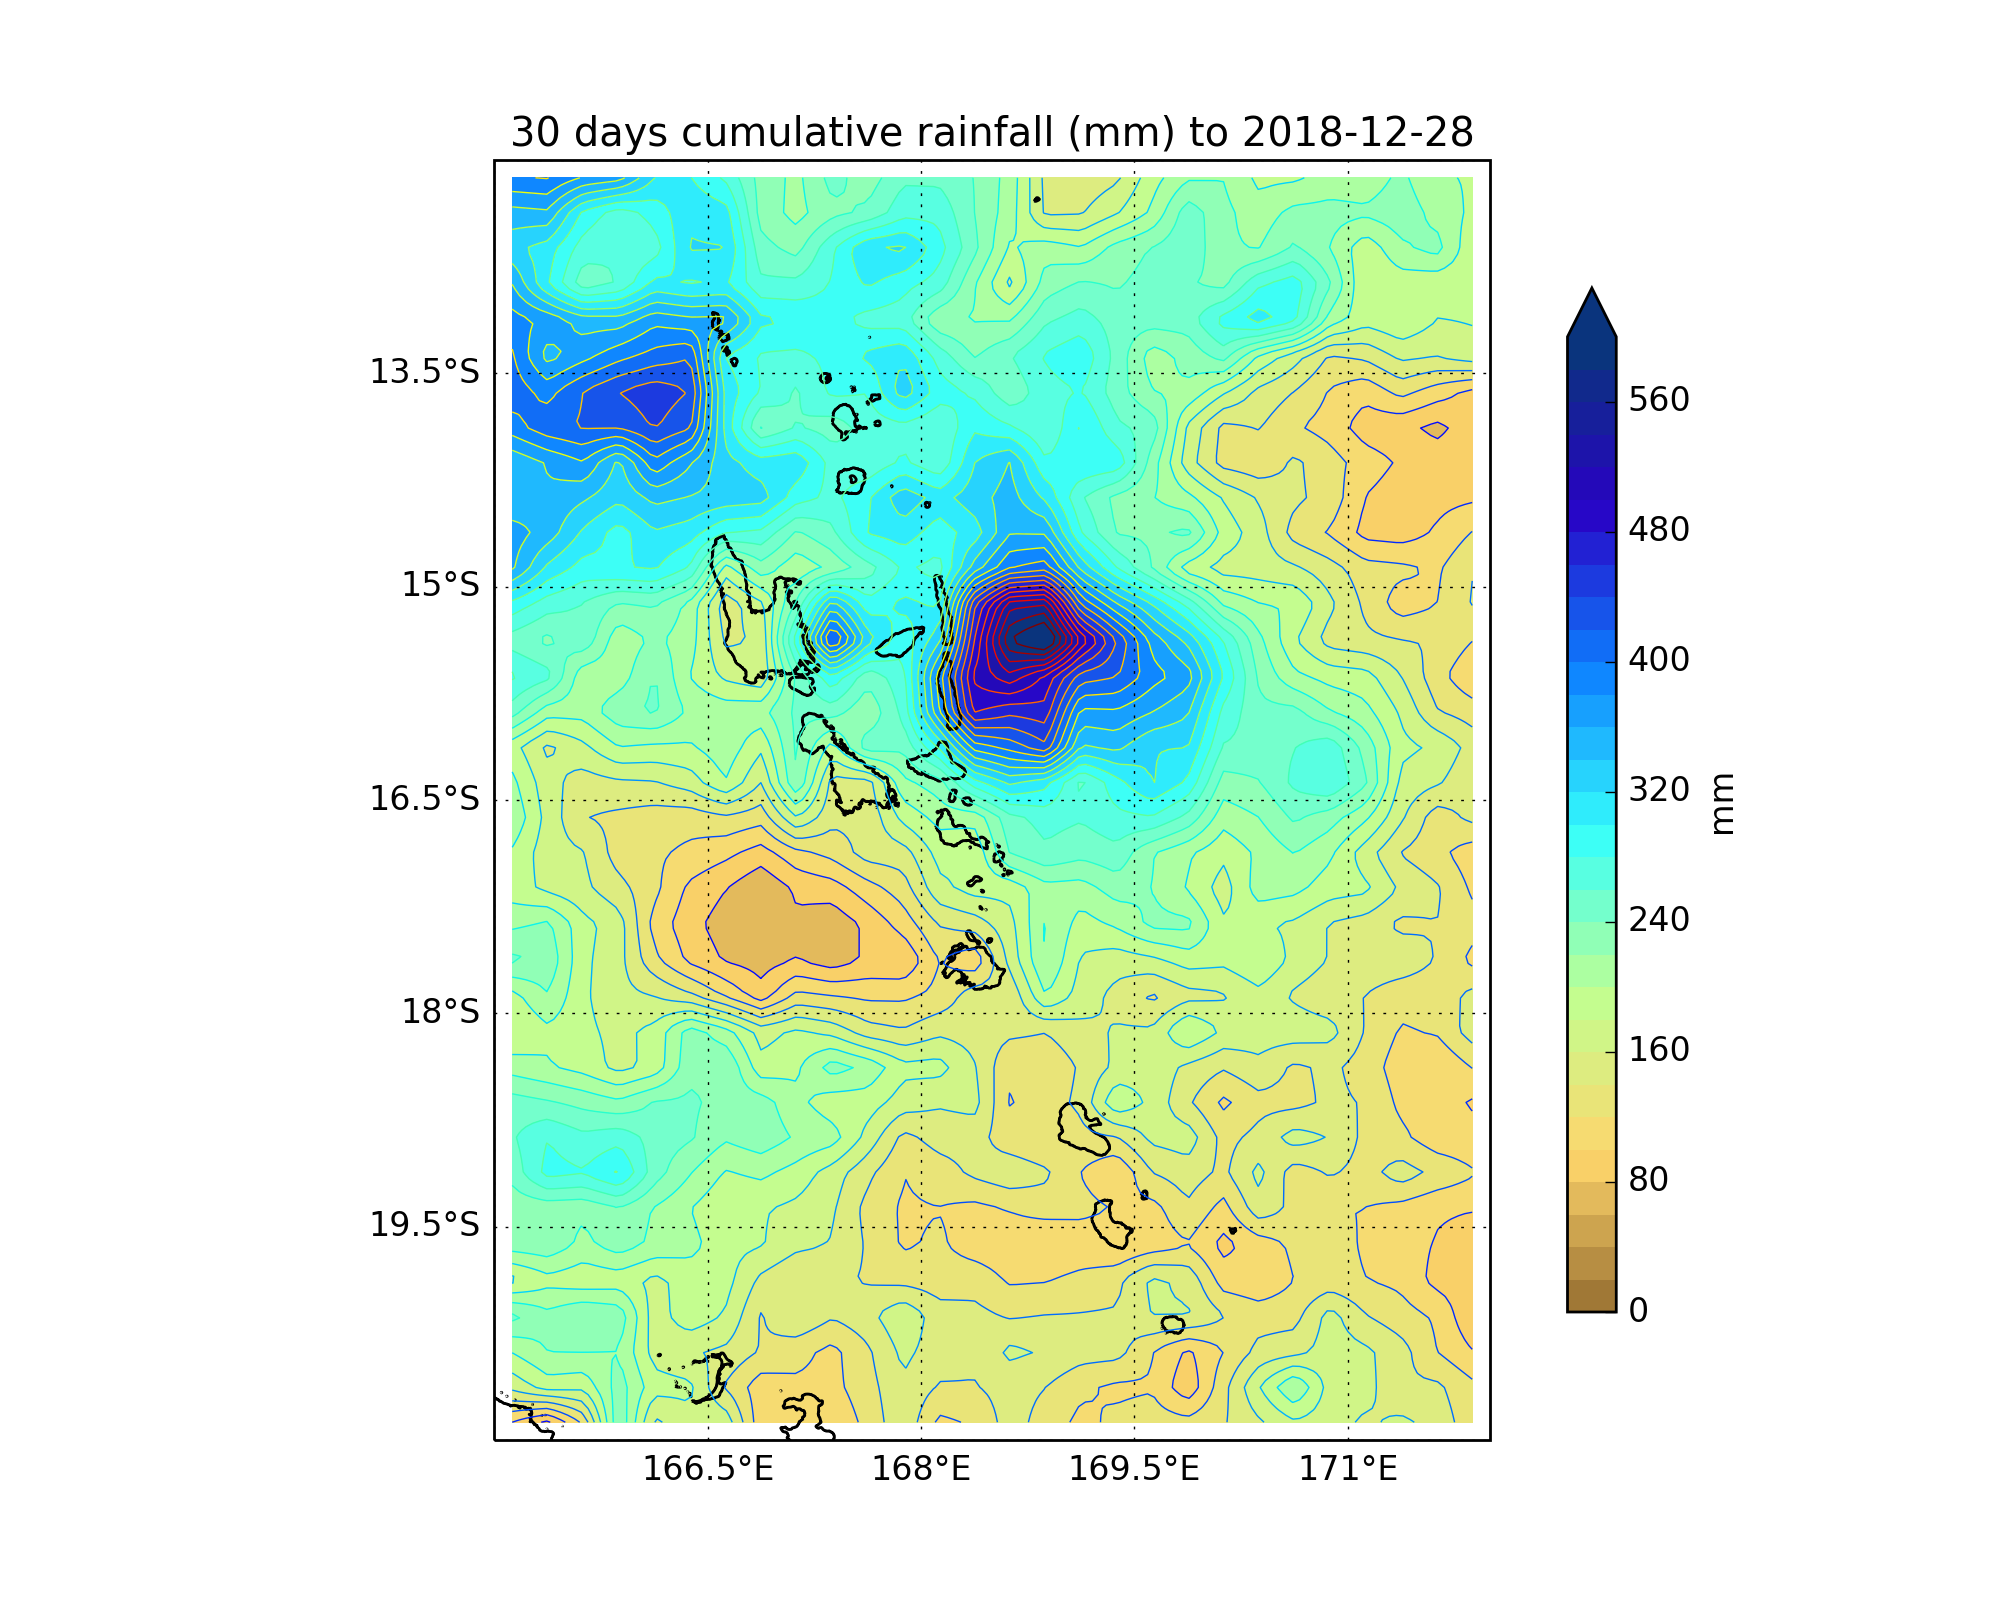 30 days cumulative rainfall (mm) to 2018-12-28
13.5°S
15°S
16.5°S
18°S
19.5°S
166.5°E
168°E
169.5°E
171°E
560
480
400
320
240
160
80
0
mm